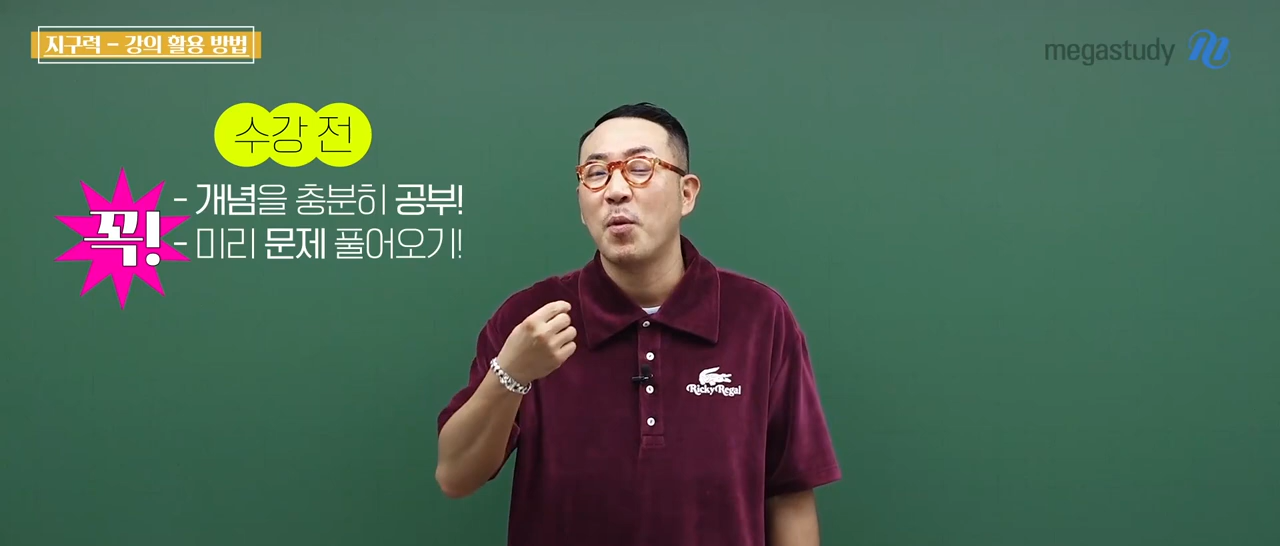 지구력 - 강의 활용 방법
megastudy
수강 전
꼭!
- 개념을 충분히 공부!
- 미리 문제 풀어오기!
Ricky Regal